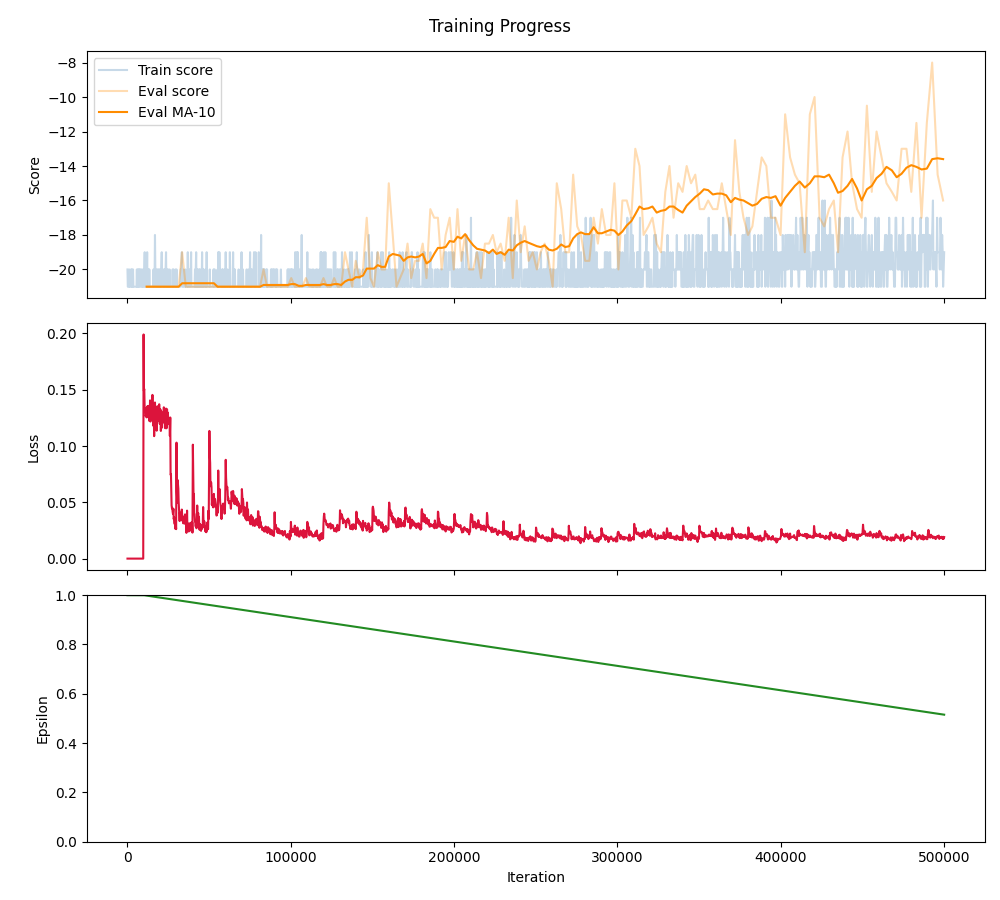 Training Progress
−8
−10
−12
−14
−16
−18
−20
Score
Train score
Eval score
Eval MA-10
0.20
0.15
0.10
0.05
0.00
Loss
1.0
0.8
0.6
0.4
0.2
0.0
Epsilon
0 100000 200000 300000 400000 500000
Iteration